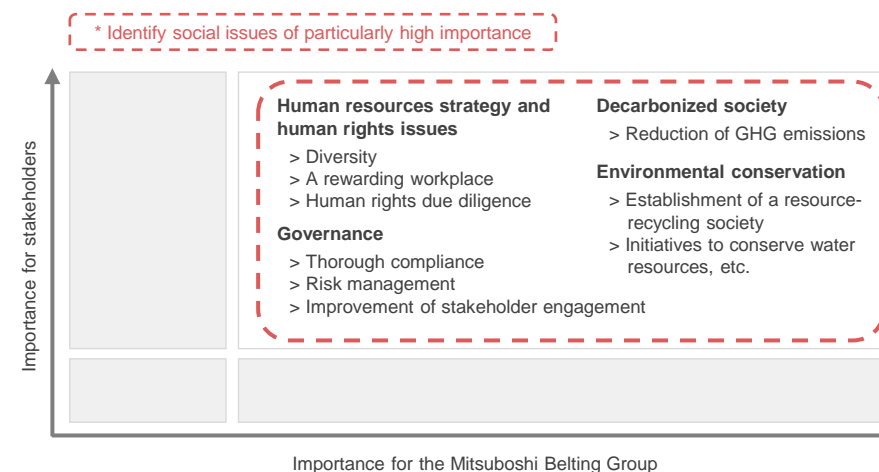 * Identify social issues of particularly high importance
Importance for stakeholders
Human resources strategy and
human rights issues
> Diversity
> A rewarding workplace
> Human rights due diligence
Governance
> Thorough compliance
> Risk management
> Improvement of stakeholder engagement
Decarbonized society
> Reduction of GHG emissions
Environmental conservation
> Establishment of a resource-
recycling society
> Initiatives to conserve water
resources, etc.
Importance for the Mitsuboshi Belting Group